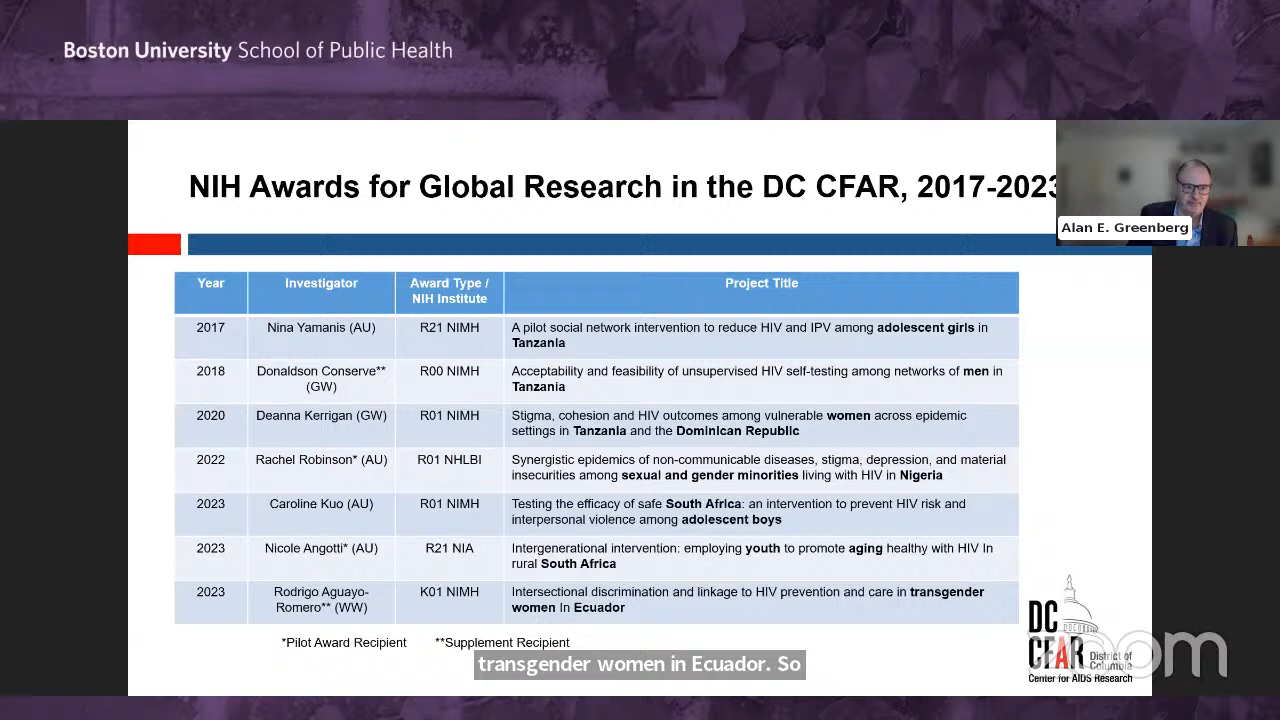 Boston University School of Public Health
NIH Awards for Global Research in the DC CFAR, 2017-2023
Alan E. Greenberg
Year Investigator Award Type / NIH Institute Project Title
2017 Nina Yamanis (AU) R21 NIMH A pilot social network intervention to reduce HIV and IPV among adolescent girls in
Tanzania
2018 Donaldson Conserve** (GW) R00 NIMH Acceptability and feasibility of unsupervised HIV self-testing among networks of men in
Tanzania
2020 Deanna Kerrigan (GW) R01 NIMH Stigma, cohesion and HIV outcomes among vulnerable women across epidemic
settings in Tanzania and the Dominican Republic
2022 Rachel Robinson* (AU) R01 NHLBI Synergistic epidemics of non-communicable diseases, stigma, depression, and material
insecurities among sexual and gender minorities living with HIV in Nigeria
2023 Caroline Kuo (AU) R01 NIMH Testing the efficacy of safe South Africa: an intervention to prevent HIV risk and
interpersonal violence among adolescent boys
2023 Nicole Angotti* (AU) R21 NIA Intergenerational intervention: employing youth to promote aging healthy with HIV In
rural South Africa
2023 Rodrigo Aguayo-Romero** (WW) K01 NIMH Intersectional discrimination and linkage to HIV prevention and care in transgender
women In Ecuador
*Pilot Award Recipient **Supplement Recipient
transgender women in Ecuador. So
DC
CFAR
District of
Columbia
Center for AIDS Research
zoom